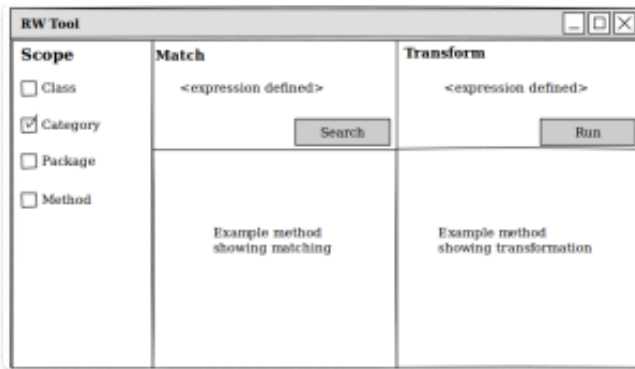 RW Tool
Scope
Class
Category
Package
Method
Match
<expression defined>
Search
Example method
showing matching
Transform
<expression defined>
Run
Example method
showing transformation